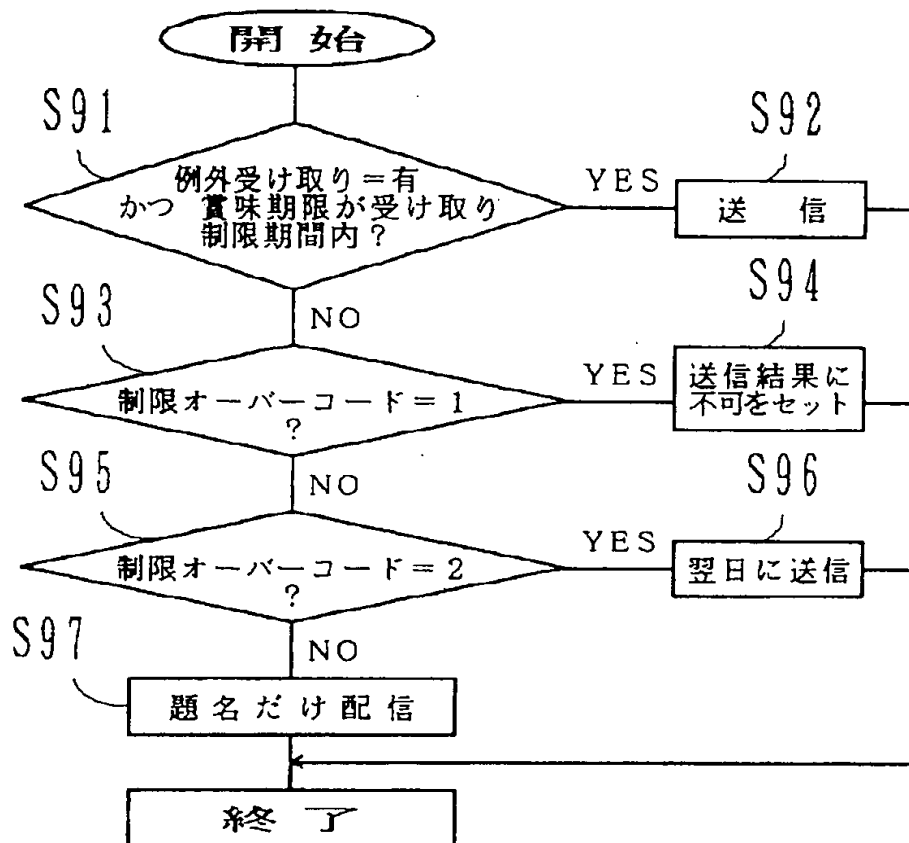 開始
S91
例外受け取り＝有
かつ 賞味期限が受け取り
制限期間内？
YES
S92
送信
NO
S93
制限オーバーコード＝1
？
YES
S94
送信結果に
不可をセット
NO
S95
制限オーバーコード＝2
？
YES
S96
翌日に送信
NO
S97
題名だけ配信
終了